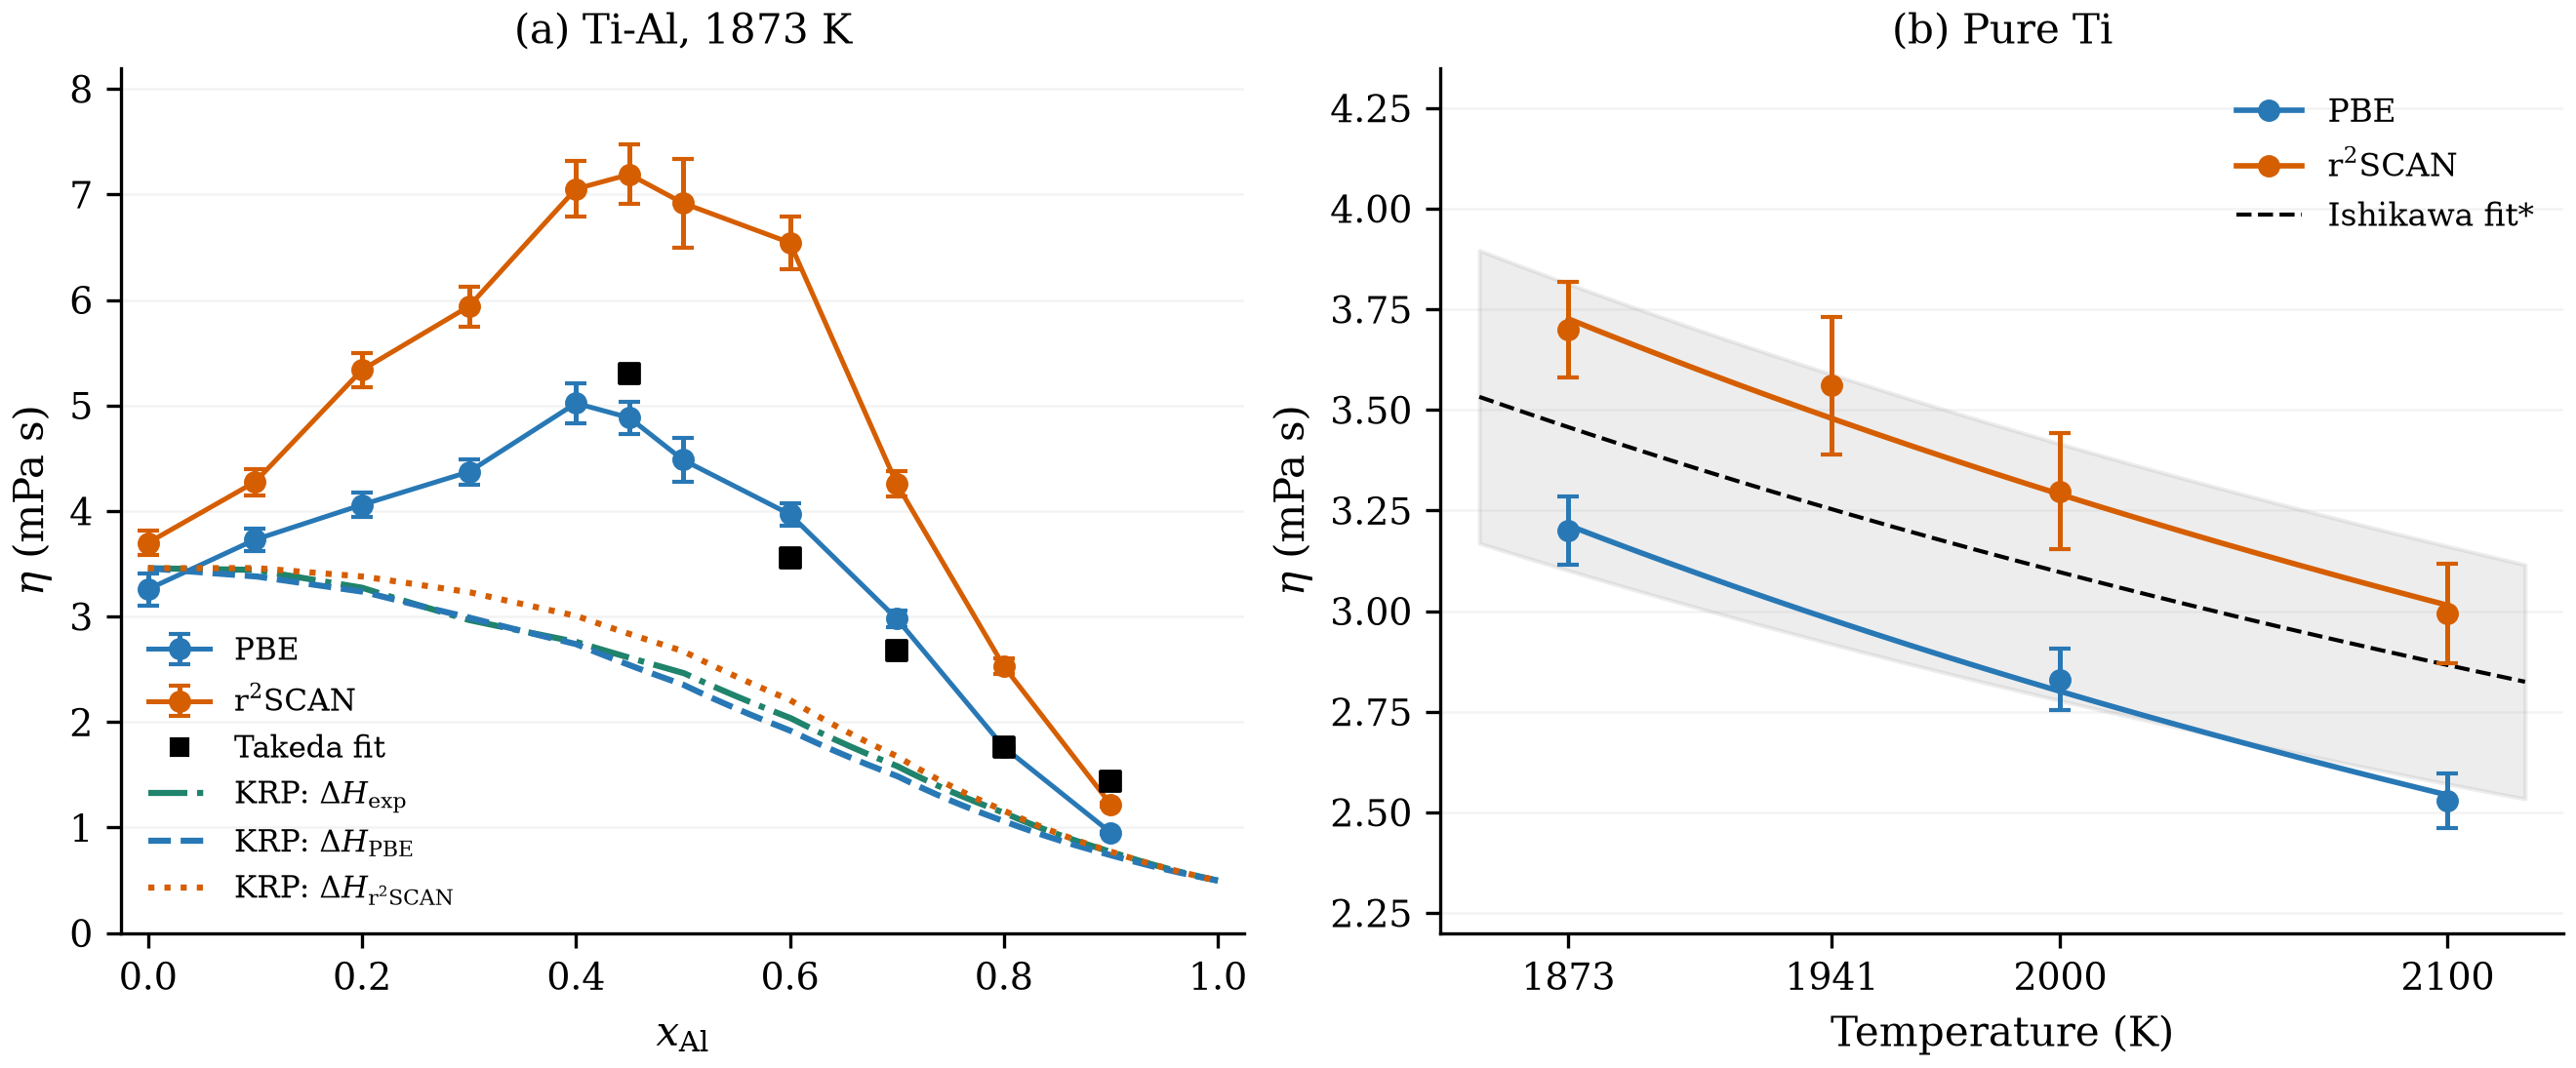 (a) Ti-Al, 1873 K
η (mPa s)
8
7
6
5
4
3
2
1
0
PBE
r²SCAN
Takeda fit
KRP: ΔH_exp
KRP: ΔH_PBE
KRP: ΔH_r²SCAN
0.0 0.2 0.4 0.6 0.8 1.0
x_Al
(b) Pure Ti
η (mPa s)
4.25
4.00
3.75
3.50
3.25
3.00
2.75
2.50
2.25
PBE
r²SCAN
Ishikawa fit*
1873 1941 2000 2100
Temperature (K)